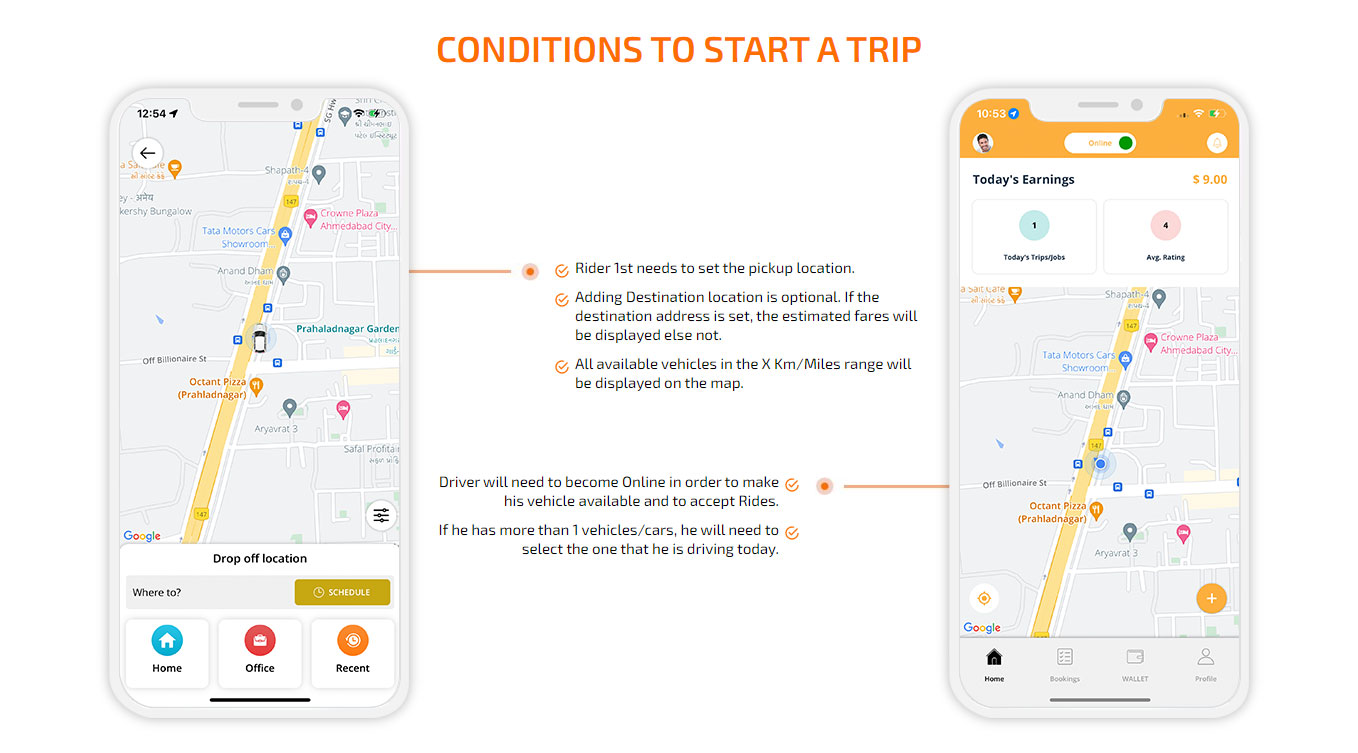 CONDITIONS TO START A TRIP
12:54
SG Hw
Shapath-4
ey - अमेय
kershy Bungalow
147
Crowne Plaza
Ahmedabad City...
Tata Motors Cars
Showroom...
Anand Dham
Prahaladnagar Garden
Off Billionaire St
Octant Pizza
(Prahladnagar)
Aryavrat 3
Safal Profitai
147
Google
Drop off location
Where to?
SCHEDULE
Home
Office
Recent
Rider 1st needs to set the pickup location.
Adding Destination location is optional. If the
destination address is set, the estimated fares will
be displayed else not.
All available vehicles in the X Km/Miles range will
be displayed on the map.
Driver will need to become Online in order to make
his vehicle available and to accept Rides.
If he has more than 1 vehicles/cars, he will need to
select the one that he is driving today.
10:53
Online
Today's Earnings
$ 9.00
1
4
Today's Trips/Jobs
Avg. Rating
Shapath-4
147
Crowne Plaza
Ahmedabad City...
Tata Motors Cars
Showroom...
Anand Dham
147
Off Billionaire St
Octant Pizza
(Prahladnagar)
Aryavrat 3
Google
Home
Bookings
WALLET
Profile